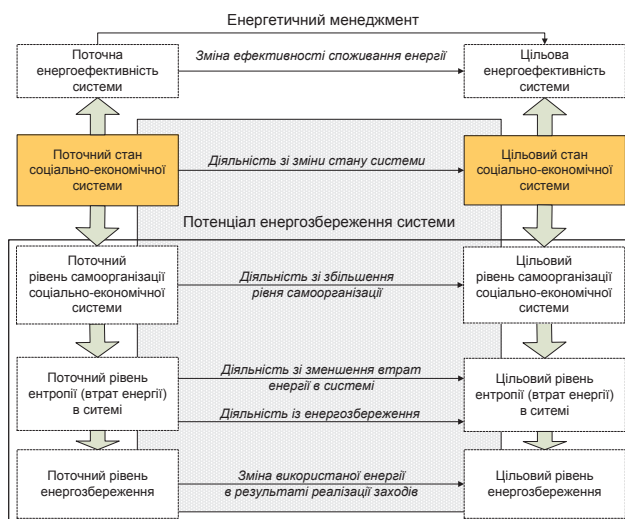 Енергетичний менеджмент
Поточна
енергоефективність
системи
Зміна ефективності споживання енергії
Цільова
енергоефективність
системи
Поточний стан
соціально-економічної
системи
Діяльність зі зміни стану системи
Цільовий стан
соціально-економічної
системи
Потенціал енергозбереження системи
Поточний
рівень самоорганізації
соціально-економічної
системи
Діяльність зі збільшення
рівня самоорганізації
Цільовий
рівень самоорганізації
соціально-економічної
системи
Поточний рівень
ентропії (втрат енергії)
в ситемі
Діяльність зі зменшення втрат
енергії в системі
Діяльність із енергозбереження
Цільовий рівень
ентропії (втрат енергії)
в ситемі
Поточний рівень
енергозбереження
Зміна використаної енергії
в результаті реалізації заходів
Цільовий рівень
енергозбереження